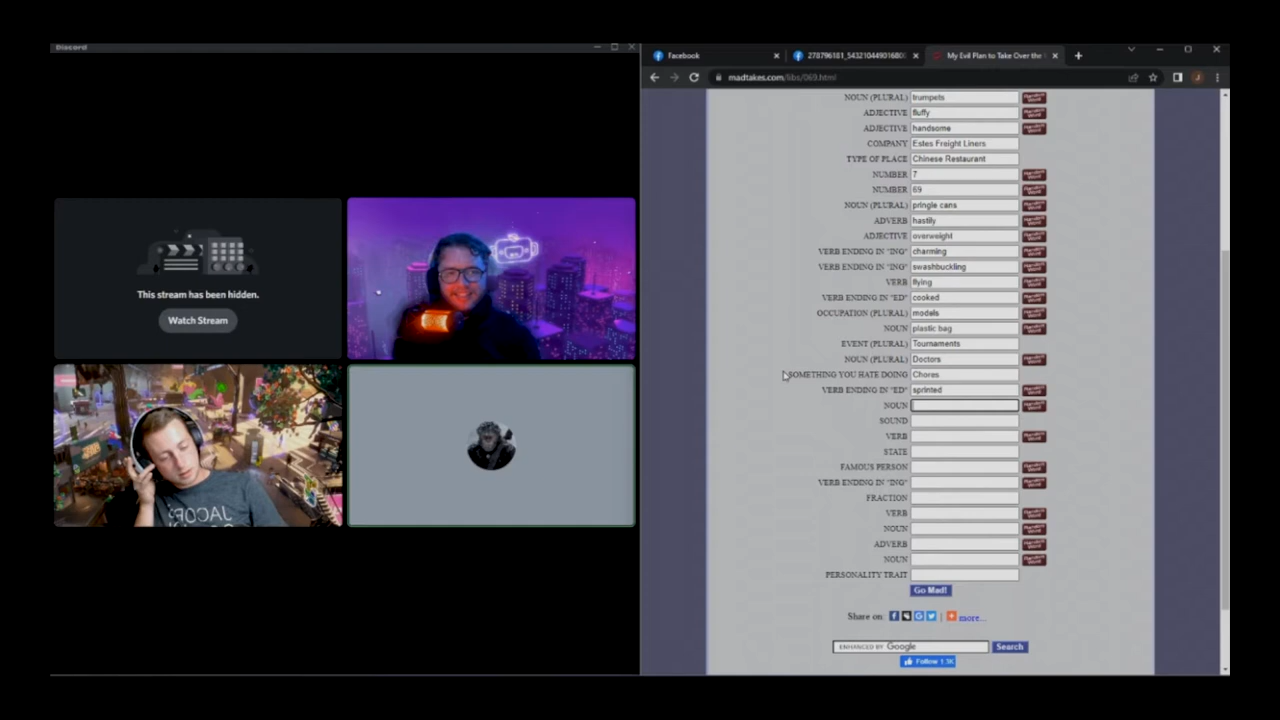 Discord
This stream has been hidden.
Watch Stream
Facebook
My Evil Plan to Take Over the
madtakes.com/libs/069.html
NOUN (PLURAL) trumpets
ADJECTIVE fluffy
ADJECTIVE handsome
COMPANY Estes Freight Liners
TYPE OF PLACE Chinese Restaurant
NUMBER 7
NUMBER 69
NOUN (PLURAL) pringle cans
ADVERB hastily
ADJECTIVE overweight
VERB ENDING IN "ING" charming
VERB ENDING IN "ING" swashbuckling
VERB flying
VERB ENDING IN "ED" cooked
OCCUPATION (PLURAL) models
NOUN plastic bag
EVENT (PLURAL) Tournaments
NOUN (PLURAL) Doctors
SOMETHING YOU HATE DOING Chores
VERB ENDING IN "ED" sprinted
NOUN
SOUND
VERB
STATE
FAMOUS PERSON
VERB ENDING IN "ING"
FRACTION
VERB
NOUN
ADVERB
NOUN
PERSONALITY TRAIT
Go Mad!
Share on: | more...
ENHANCED BY Google Search
Follow 1.1K